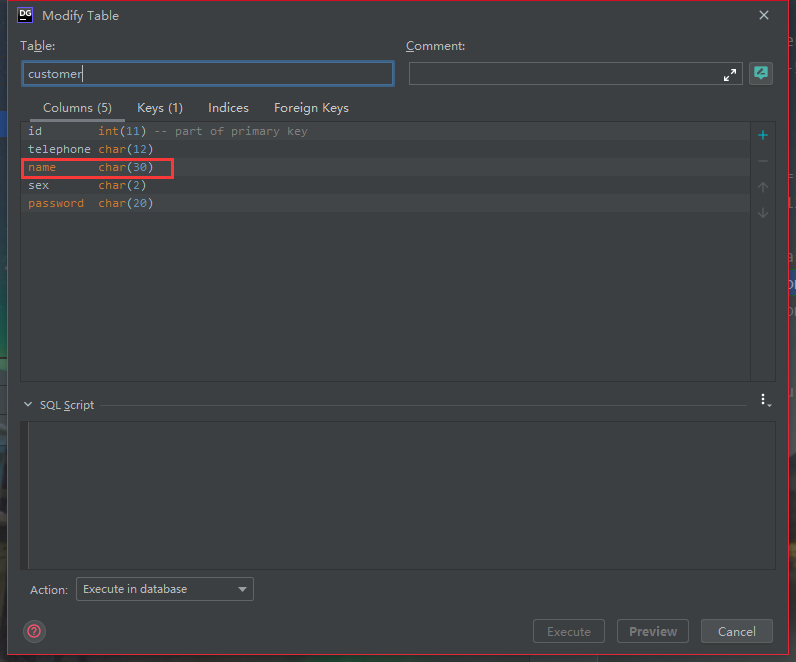 DG Modify Table
Table:
Comment:
customer
Columns (5) Keys (1) Indices Foreign Keys
id int(11) -- part of primary key
telephone char(12)
name char(30)
sex char(2)
password char(20)
SQL Script
Action: Execute in database
Execute Preview Cancel